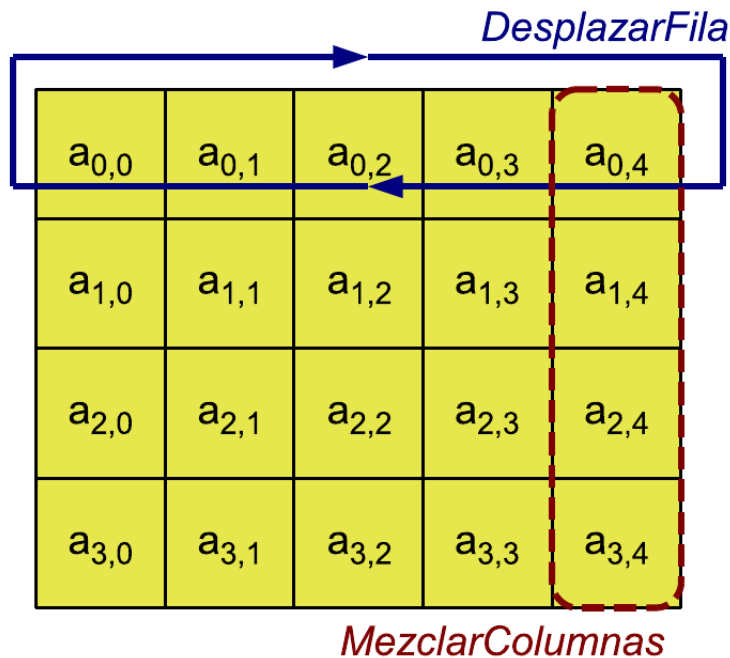 DesplazarFila
a0,0 a0,1 a0,2 a0,3 a0,4
a1,0 a1,1 a1,2 a1,3 a1,4
a2,0 a2,1 a2,2 a2,3 a2,4
a3,0 a3,1 a3,2 a3,3 a3,4
MezclarColumnas